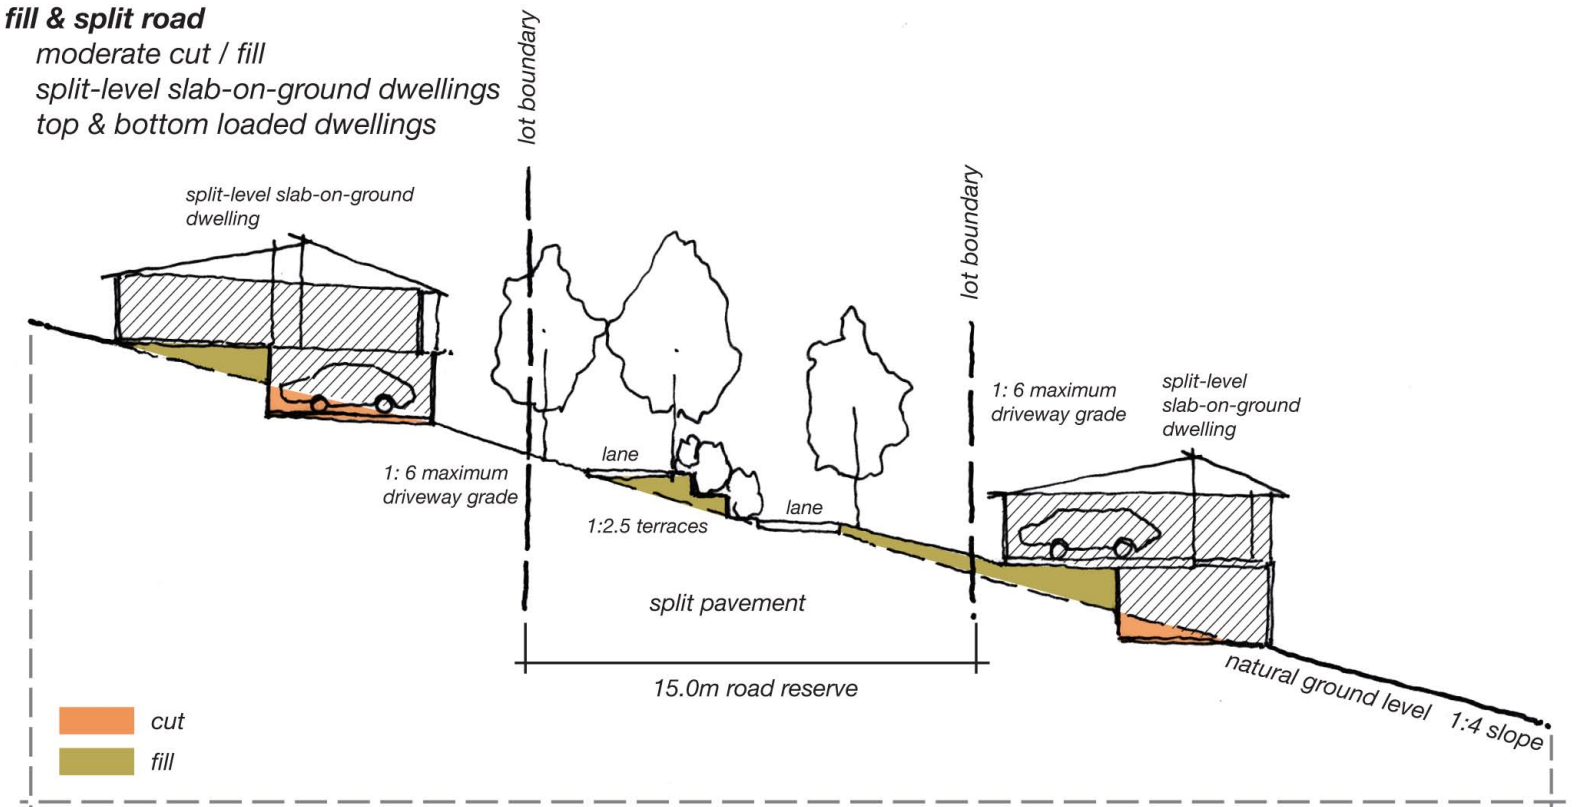 fill & split road
moderate cut / fill
split-level slab-on-ground dwellings
top & bottom loaded dwellings
lot boundary
split-level slab-on-ground
dwelling
lot boundary
1: 6 maximum
driveway grade
split-level
slab-on-ground
dwelling
lane
1: 6 maximum
driveway grade
lane
1:2.5 terraces
split pavement
15.0m road reserve
natural ground level 1:4 slope
cut
fill